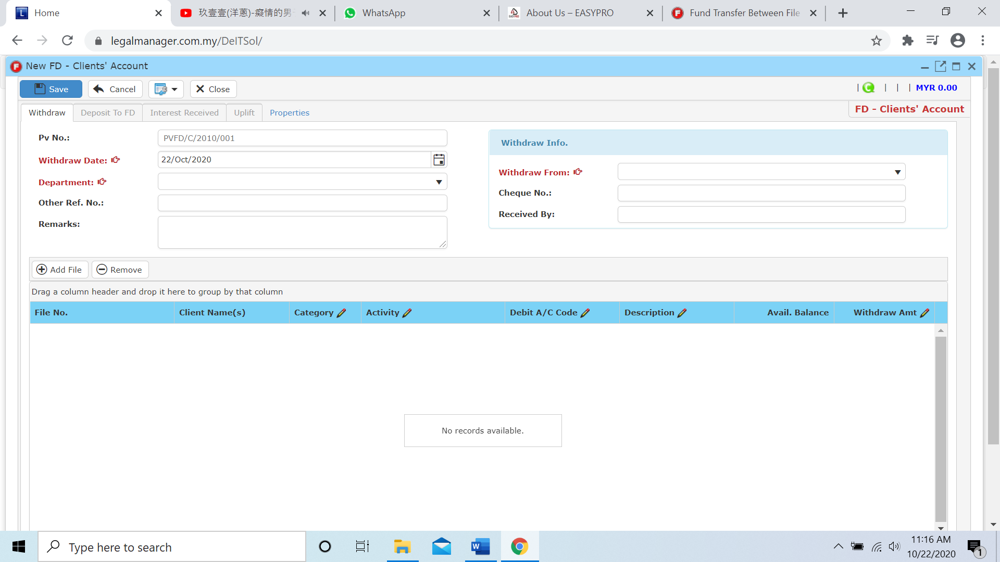 Home
玖壹壹(洋蔥)-癡情的男
WhatsApp
About Us – EASYPRO
Fund Transfer Between File
legalmanager.com.my/DeITSol/
New FD - Clients' Account
Save
Cancel
Close
| | | | MYR 0.00
Withdraw
Deposit To FD
Interest Received
Uplift
Properties
FD - Clients' Account
Pv No.:
PVFD/C/2010/001
Withdraw Date:
22/Oct/2020
Department:
Other Ref. No.:
Remarks:
Withdraw Info.
Withdraw From:
Cheque No.:
Received By:
Add File
Remove
Drag a column header and drop it here to group by that column
File No.
Client Name(s)
Category
Activity
Debit A/C Code
Description
Avail. Balance
Withdraw Amt
No records available.
Type here to search
11:16 AM
10/22/2020
1